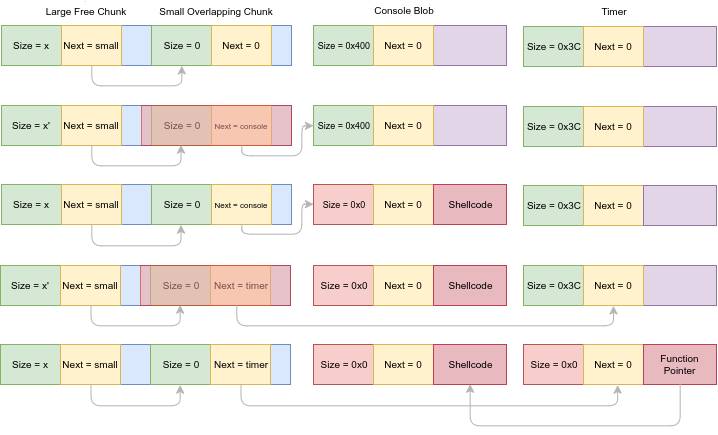 Large Free Chunk
Small Overlapping Chunk
Console Blob
Timer
Size = x
Next = small
Size = 0
Next = 0
Size = 0x400
Next = 0
Size = 0x3C
Next = 0
Size = x'
Next = small
Size = 0
Next = console
Size = 0x400
Next = 0
Size = 0x3C
Next = 0
Size = x
Next = small
Size = 0
Next = console
Size = 0x0
Next = 0
Shellcode
Size = 0x3C
Next = 0
Size = x'
Next = small
Size = 0
Next = timer
Size = 0x0
Next = 0
Shellcode
Size = 0x3C
Next = 0
Size = x
Next = small
Size = 0
Next = timer
Size = 0x0
Next = 0
Shellcode
Size = 0x0
Next = 0
Function
Pointer